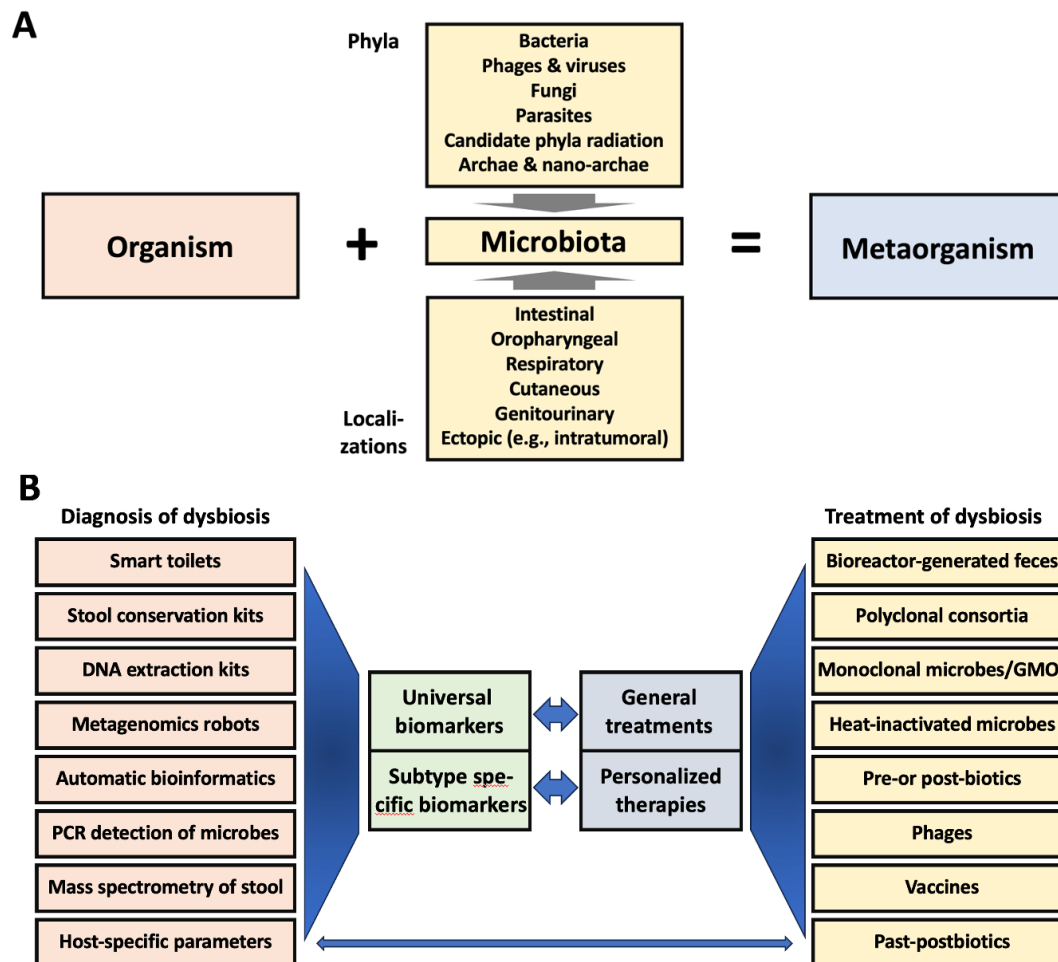 A
Phyla
Bacteria
Phages & viruses
Fungi
Parasites
Candidate phyla radiation
Archae & nano-archae
Organism
+
Microbiota
=
Metaorganism
Intestinal
Oropharyngeal
Respiratory
Cutaneous
Genitourinary
Ectopic (e.g., intratumoral)
Locali-
zations
B
Diagnosis of dysbiosis
Smart toilets
Stool conservation kits
DNA extraction kits
Metagenomics robots
Automatic bioinformatics
PCR detection of microbes
Mass spectrometry of stool
Host-specific parameters
Universal
biomarkers
Subtype spe-
cific biomarkers
General
treatments
Personalized
therapies
Treatment of dysbiosis
Bioreactor-generated feces
Polyclonal consortia
Monoclonal microbes/GMO
Heat-inactivated microbes
Pre-or post-biotics
Phages
Vaccines
Past-postbiotics